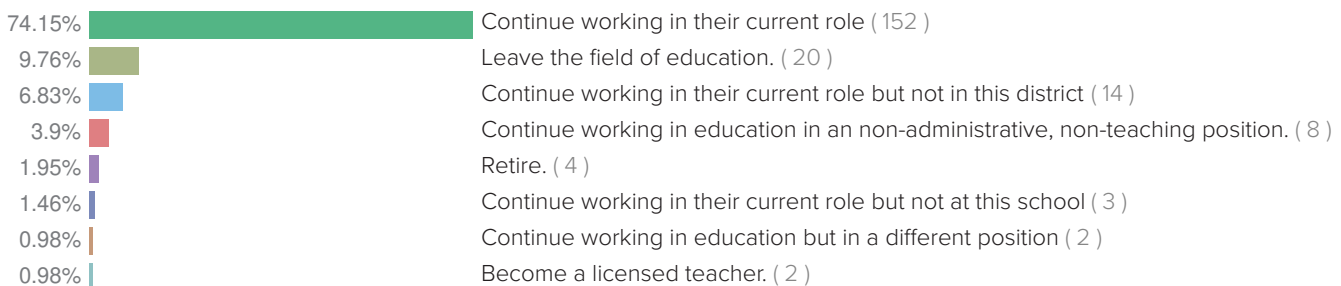 74.15% Continue working in their current role ( 152 )
9.76% Leave the field of education. ( 20 )
6.83% Continue working in their current role but not in this district ( 14 )
3.9% Continue working in education in an non-administrative, non-teaching position. ( 8 )
1.95% Retire. ( 4 )
1.46% Continue working in their current role but not at this school ( 3 )
0.98% Continue working in education but in a different position ( 2 )
0.98% Become a licensed teacher. ( 2 )